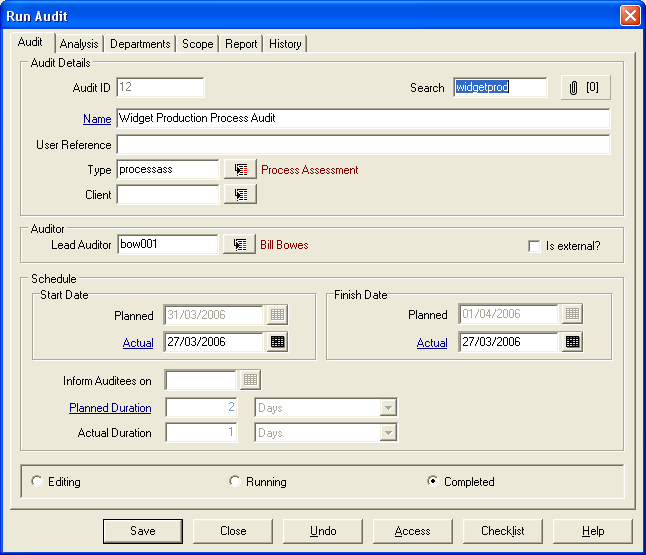 Run Audit
Audit Analysis Departments Scope Report History
Audit Details
Audit ID 12 Search widgetprod [0]
Name Widget Production Process Audit
User Reference
Type processass Process Assessment
Client
Auditor
Lead Auditor bow001 Bill Bowes Is external?
Schedule
Start Date Finish Date
Planned 31/03/2006 Planned 01/04/2006
Actual 27/03/2006 Actual 27/03/2006
Inform Auditees on
Planned Duration 2 Days
Actual Duration 1 Days
Editing Running Completed
Save Close Undo Access Checklist Help